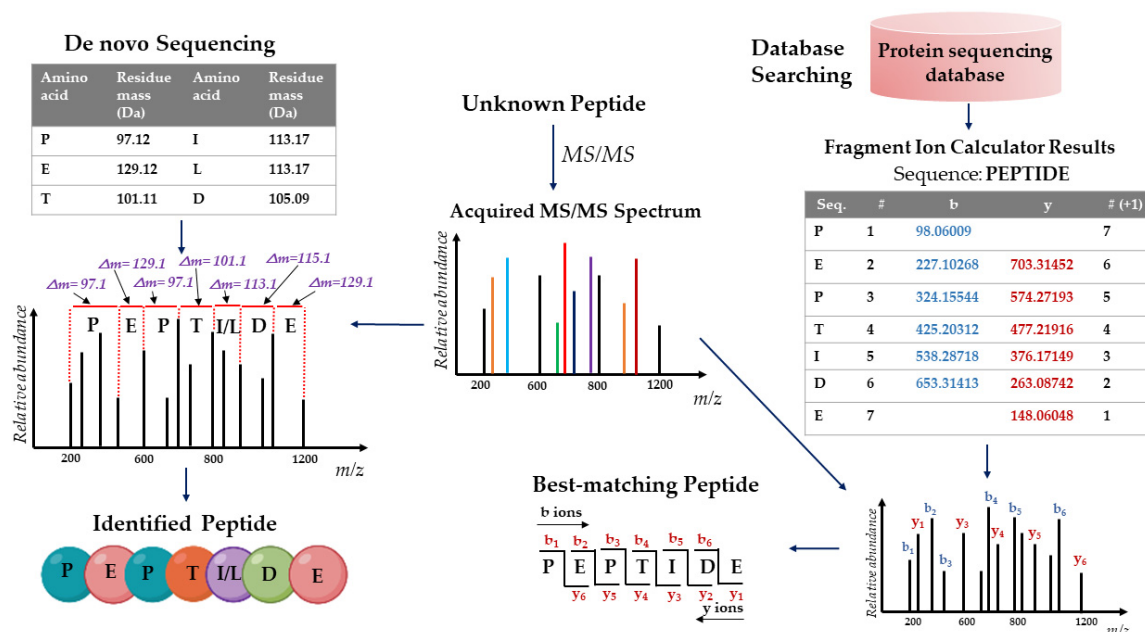 De novo Sequencing
Amino acid Residue mass (Da) Amino acid Residue mass (Da)
P 97.12 I 113.17
E 129.12 L 113.17
T 101.11 D 105.09
Δm=97.1
Δm=129.1
Δm=97.1
Δm=101.1
Δm=113.1
Δm=115.1
Δm=129.1
P E P T I/L D E
Relative abundance
200 600 800 1200
m/z
Identified Peptide
P E P T I/L D E
Unknown Peptide
MS/MS
Acquired MS/MS Spectrum
Relative abundance
200 600 800 1200
m/z
Database
Searching
Protein sequencing
database
Fragment Ion Calculator Results
Sequence: PEPTIDE
Seq. # b y # (+1)
P 1 98.06009 7
E 2 227.10268 703.31452 6
P 3 324.15544 574.27193 5
T 4 425.20312 477.21916 4
I 5 538.28718 376.17149 3
D 6 653.31413 263.08742 2
E 7 148.06048 1
Best-matching Peptide
b ions
b1 b2 b3 b4 b5 b6
P E P T I D E
y6 y5 y4 y3 y2 y1
y ions
Relative abundance
b1 y1 b2 b3 y3 b4 y4 b5 y5 b6 y6
200 600 800 1200
m/z